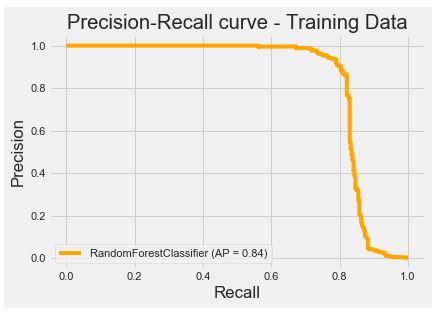 Precision-Recall curve - Training Data
1.0
0.8
0.6
0.4
0.2
0.0
Precision
RandomForestClassifier (AP = 0.84)
0.0 0.2 0.4 0.6 0.8 1.0
Recall